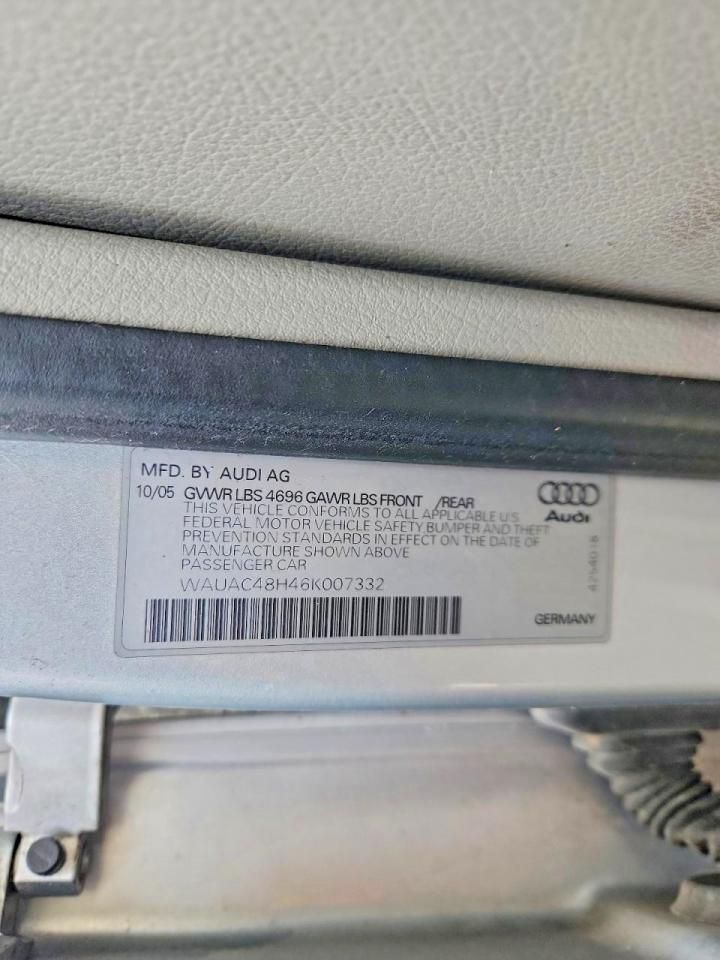 MFD. BY AUDI AG
10/05 GVWR LBS 4696 GAWR LBS FRONT /REAR
THIS VEHICLE CONFORMS TO ALL APPLICABLE U.S.
FEDERAL MOTOR VEHICLE SAFETY, BUMPER AND THEFT
PREVENTION STANDARDS IN EFFECT ON THE DATE OF
MANUFACTURE SHOWN ABOVE
PASSENGER CAR
WAUAC48H46K007332
Audi
GERMANY